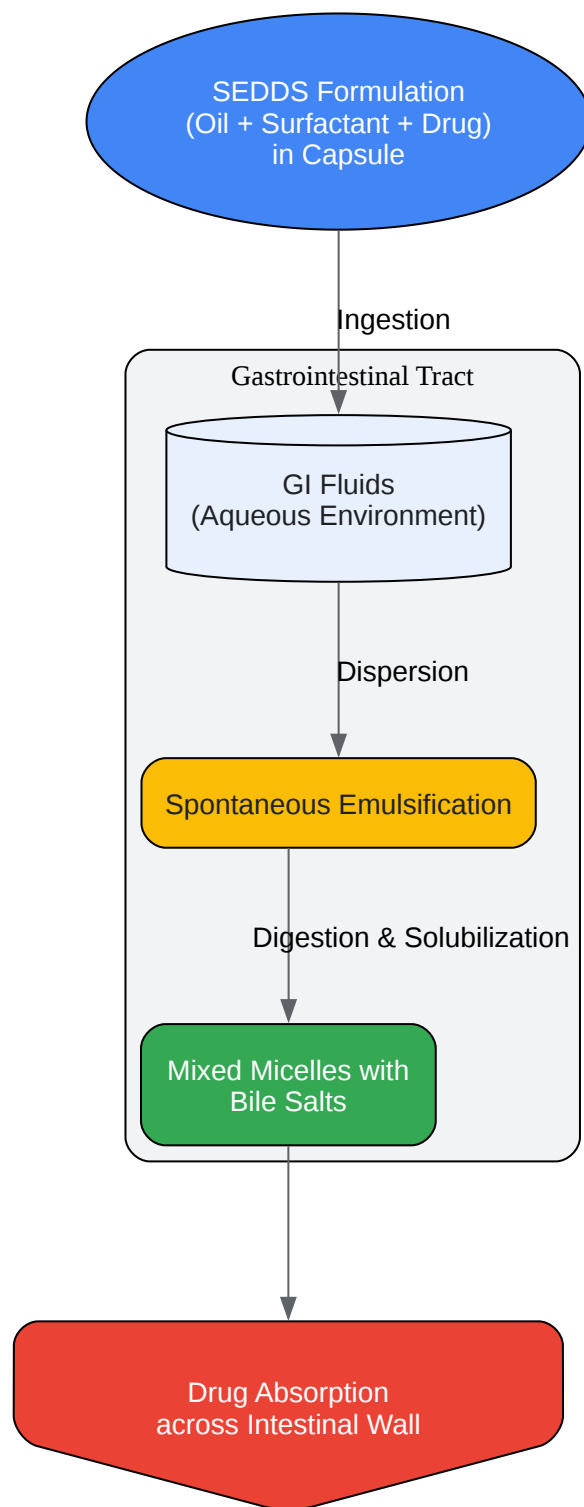 SEDDS Formulation
(Oil + Surfactant + Drug)
in Capsule
Ingestion
Gastrointestinal Tract
GI Fluids
(Aqueous Environment)
Dispersion
Spontaneous Emulsification
Digestion & Solubilization
Mixed Micelles with
Bile Salts
Drug Absorption
across Intestinal Wall